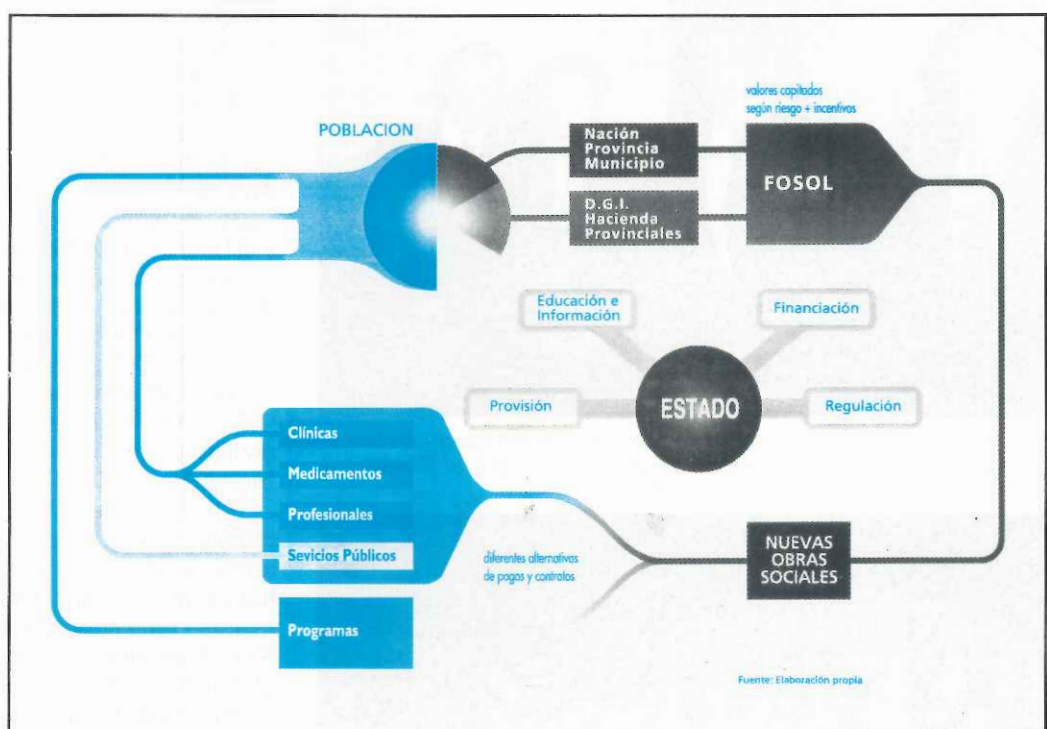 valores capitados
según riesgo + incentivos
POBLACION
Nación
Provincia
Municipio
FOSOL
D.G.I.
Hacienda
Provinciales
Educación e
Información
Financiación
Provisión
ESTADO
Regulación
Clínicas
Medicamentos
Profesionales
Sevicios Públicos
diferentes alternativas
de pagos y contratos
NUEVAS
OBRAS
SOCIALES
Programas
Fuente: Elaboración propia